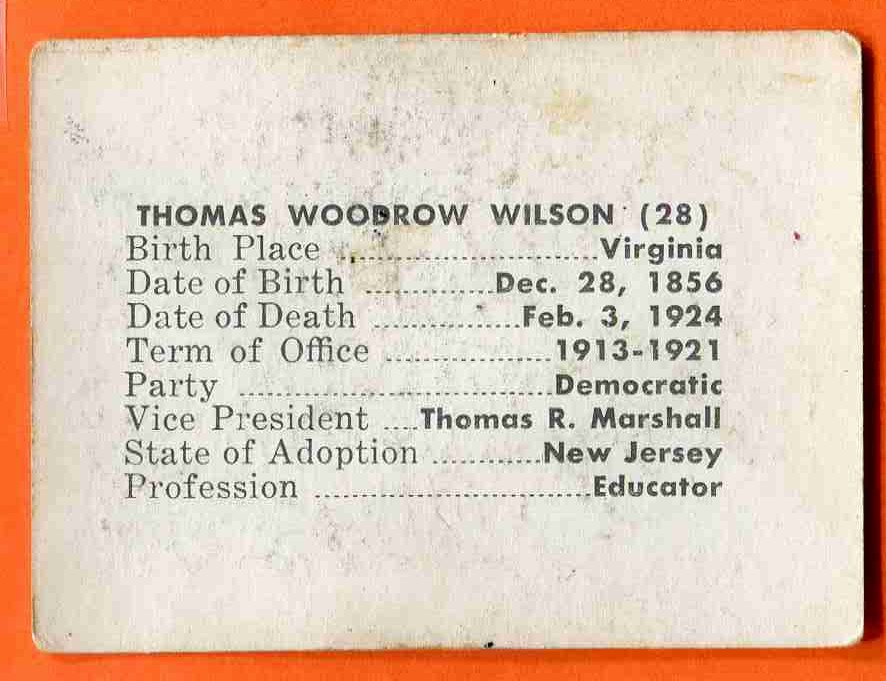 THOMAS WOODROW WILSON (28)
Birth Place ..............................Virginia
Date of Birth ..............Dec. 28, 1856
Date of Death ................Feb. 3, 1924
Term of Office ..................1913-1921
Party ..................................Democratic
Vice President ....Thomas R. Marshall
State of Adoption ............New Jersey
Profession ..............................Educator